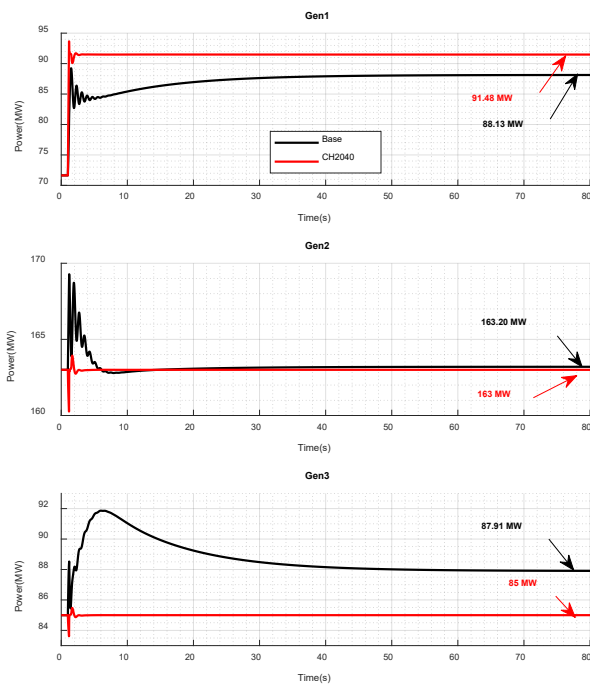 Gen1
95
90
85
80
75
70
Power(MW)
91.48 MW
88.13 MW
Base
CH2040
0 10 20 30 40 50 60 70 80
Time(s)
Gen2
170
165
160
Power(MW)
163.20 MW
163 MW
0 10 20 30 40 50 60 70 80
Time(s)
Gen3
92
90
88
86
84
Power(MW)
87.91 MW
85 MW
0 10 20 30 40 50 60 70 80
Time(s)